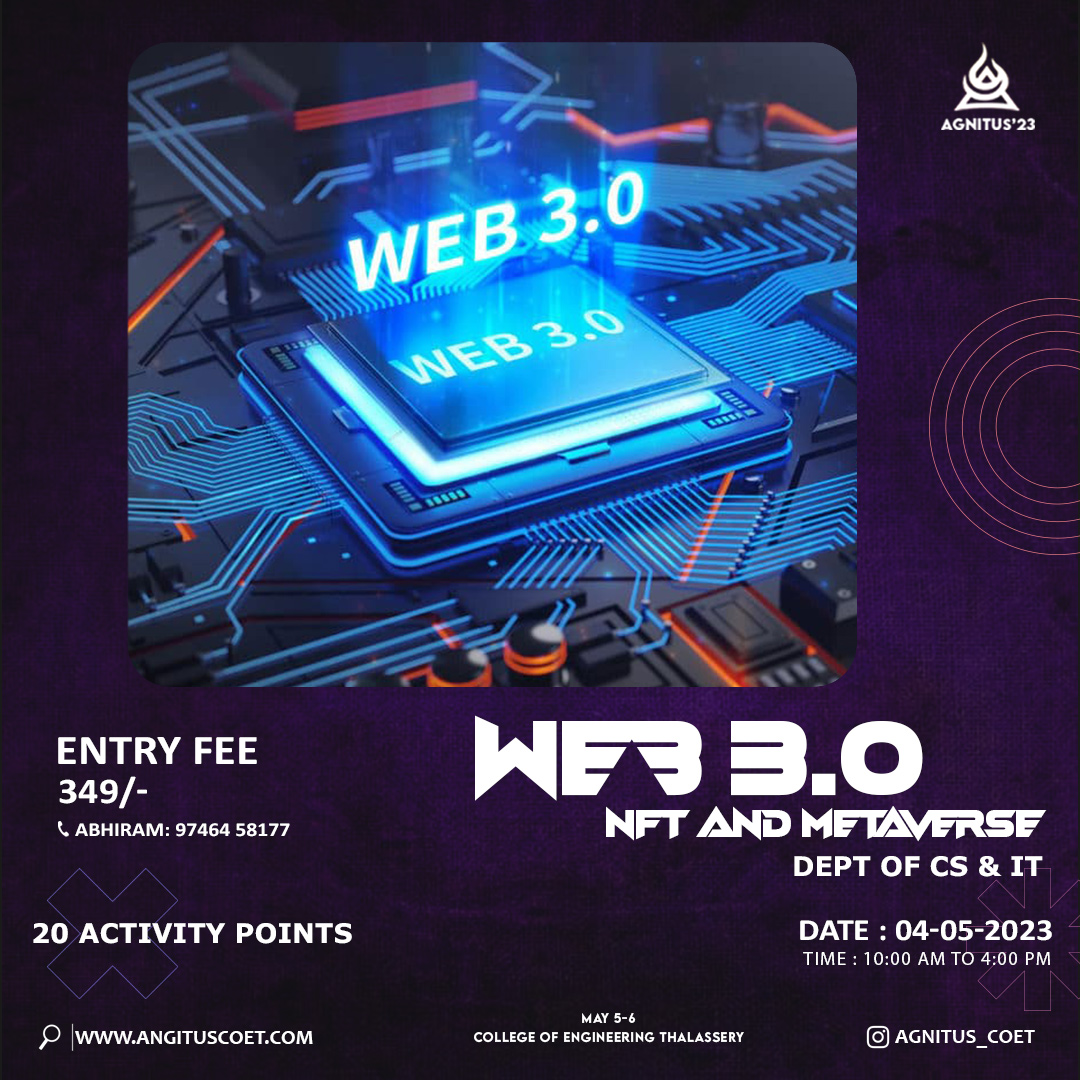 AGNITUS'23
WEB 3.0
WEB 3.0
ENTRY FEE
349/-
ABHIRAM: 97464 58177
WEB 3.0
NFT AND METAVERSE
DEPT OF CS & IT
20 ACTIVITY POINTS
DATE : 04-05-2023
TIME : 10:00 AM TO 4:00 PM
WWW.ANGITUSCOET.COM
MAY 5-6
COLLEGE OF ENGINEERING THALASSERY
AGNITUS_COET